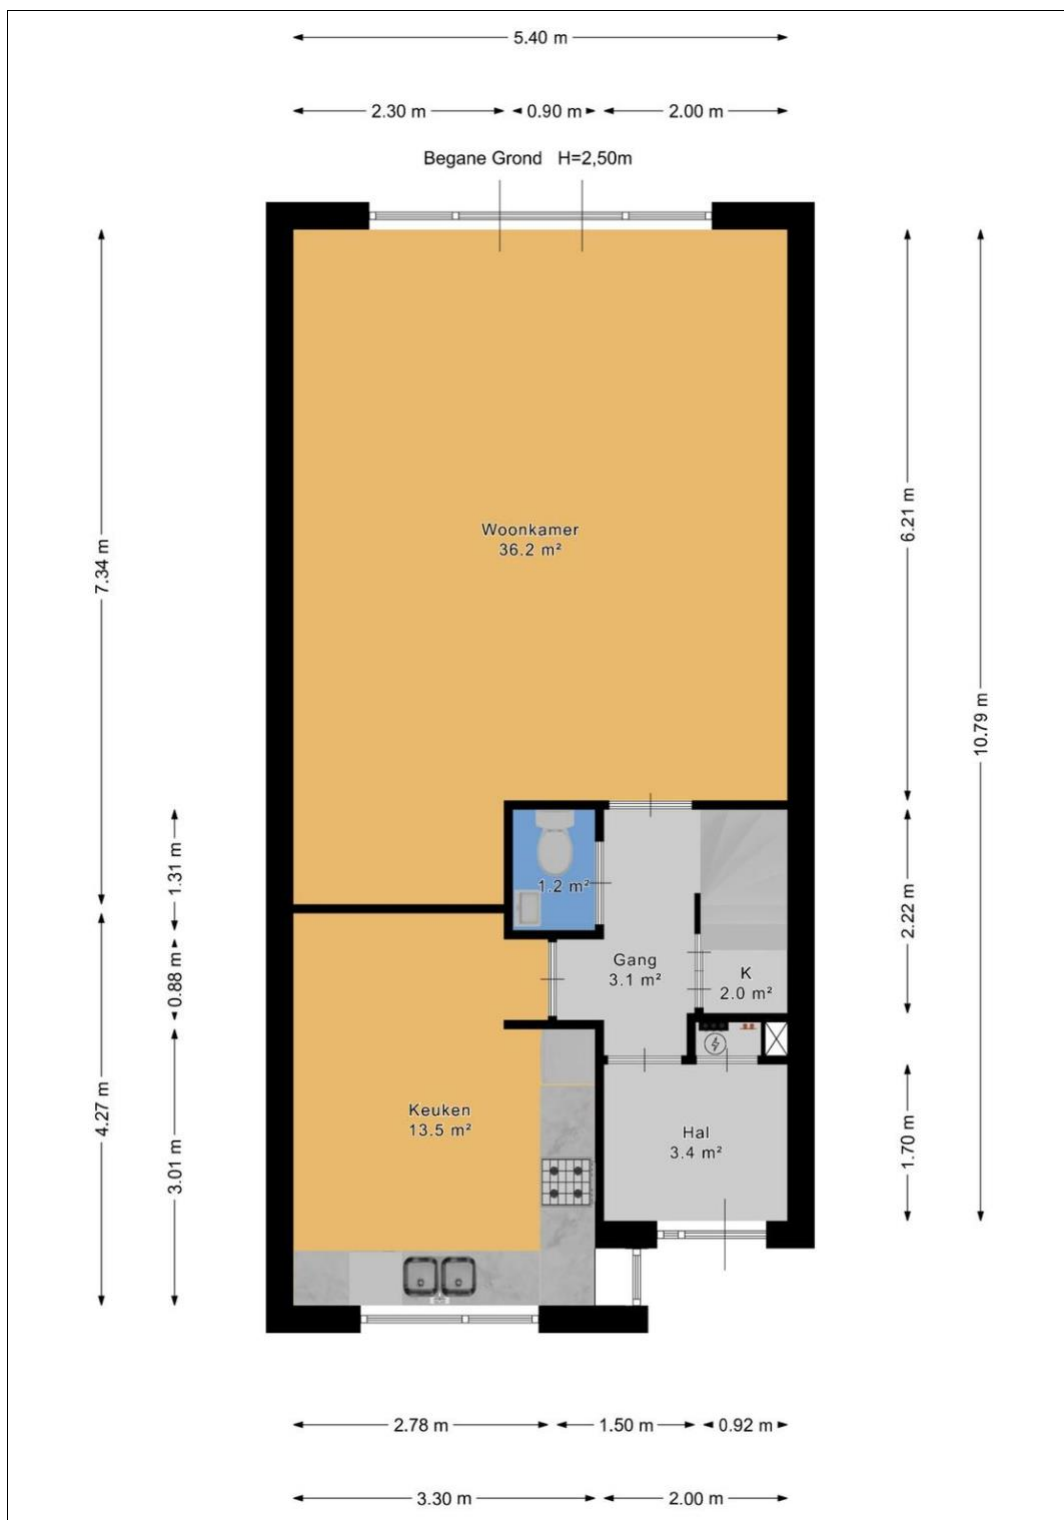 5.40 m
2.30 m
0.90 m
2.00 m
Begane Grond H=2,50m
7.34 m
6.21 m
10.79 m
Woonkamer
36.2 m²
1.31 m
1.2 m²
2.22 m
0.88 m
Gang
3.1 m²
K
2.0 m²
4.27 m
3.01 m
Keuken
13.5 m²
Hal
3.4 m²
1.70 m
2.78 m
1.50 m
0.92 m
3.30 m
2.00 m